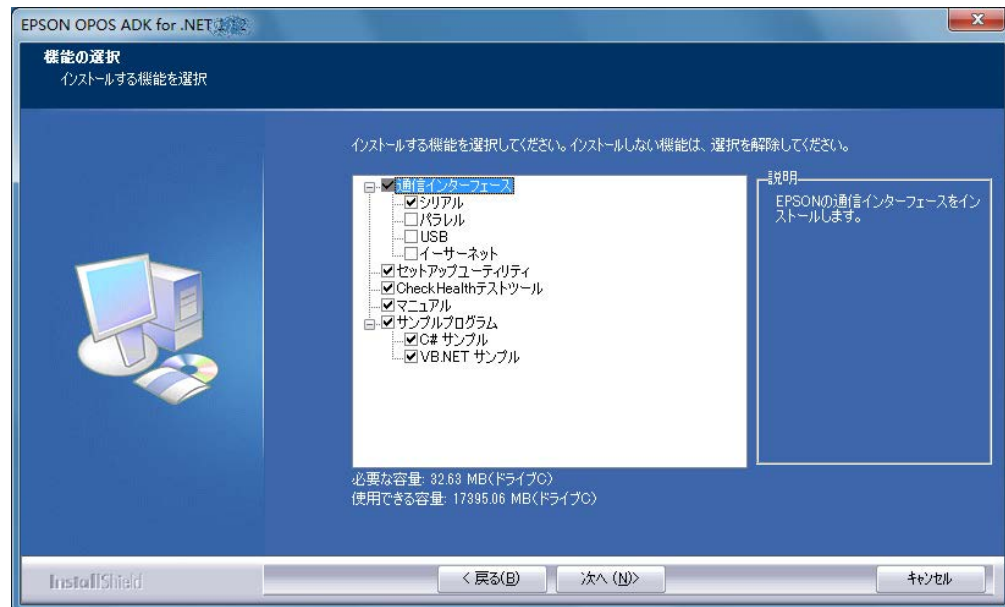 EPSON OPOS ADK for .NET
機能の選択
インストールする機能を選択
インストールする機能を選択してください。インストールしない機能は、選択を解除してください。
通信インターフェース
シリアル
パラレル
USB
イーサーネット
セットアップユーティリティ
CheckHealthテストツール
マニュアル
サンプルプログラム
C# サンプル
VB.NET サンプル
説明
EPSONの通信インターフェースをイン
ストールします。
必要な容量: 32.63 MB(ドライブC)
使用できる容量: 17395.06 MB(ドライブC)
InstallShield
< 戻る(B)
次へ (N)>
キャンセル